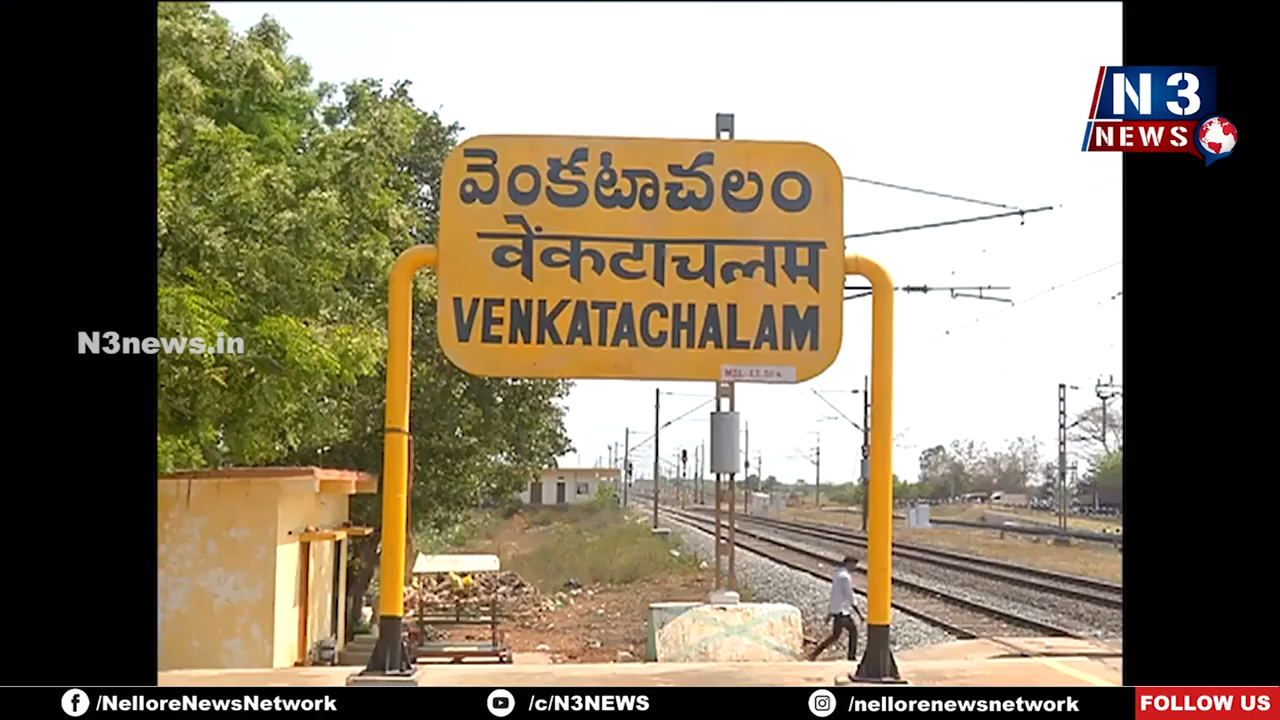 N3
NEWS
వెంకటాచలం
वेंकटाचलम
VENKATACHALAM
N3news.in
/NelloreNewsNetwork
/c/N3NEWS
/nellorenewsnetwork
FOLLOW US